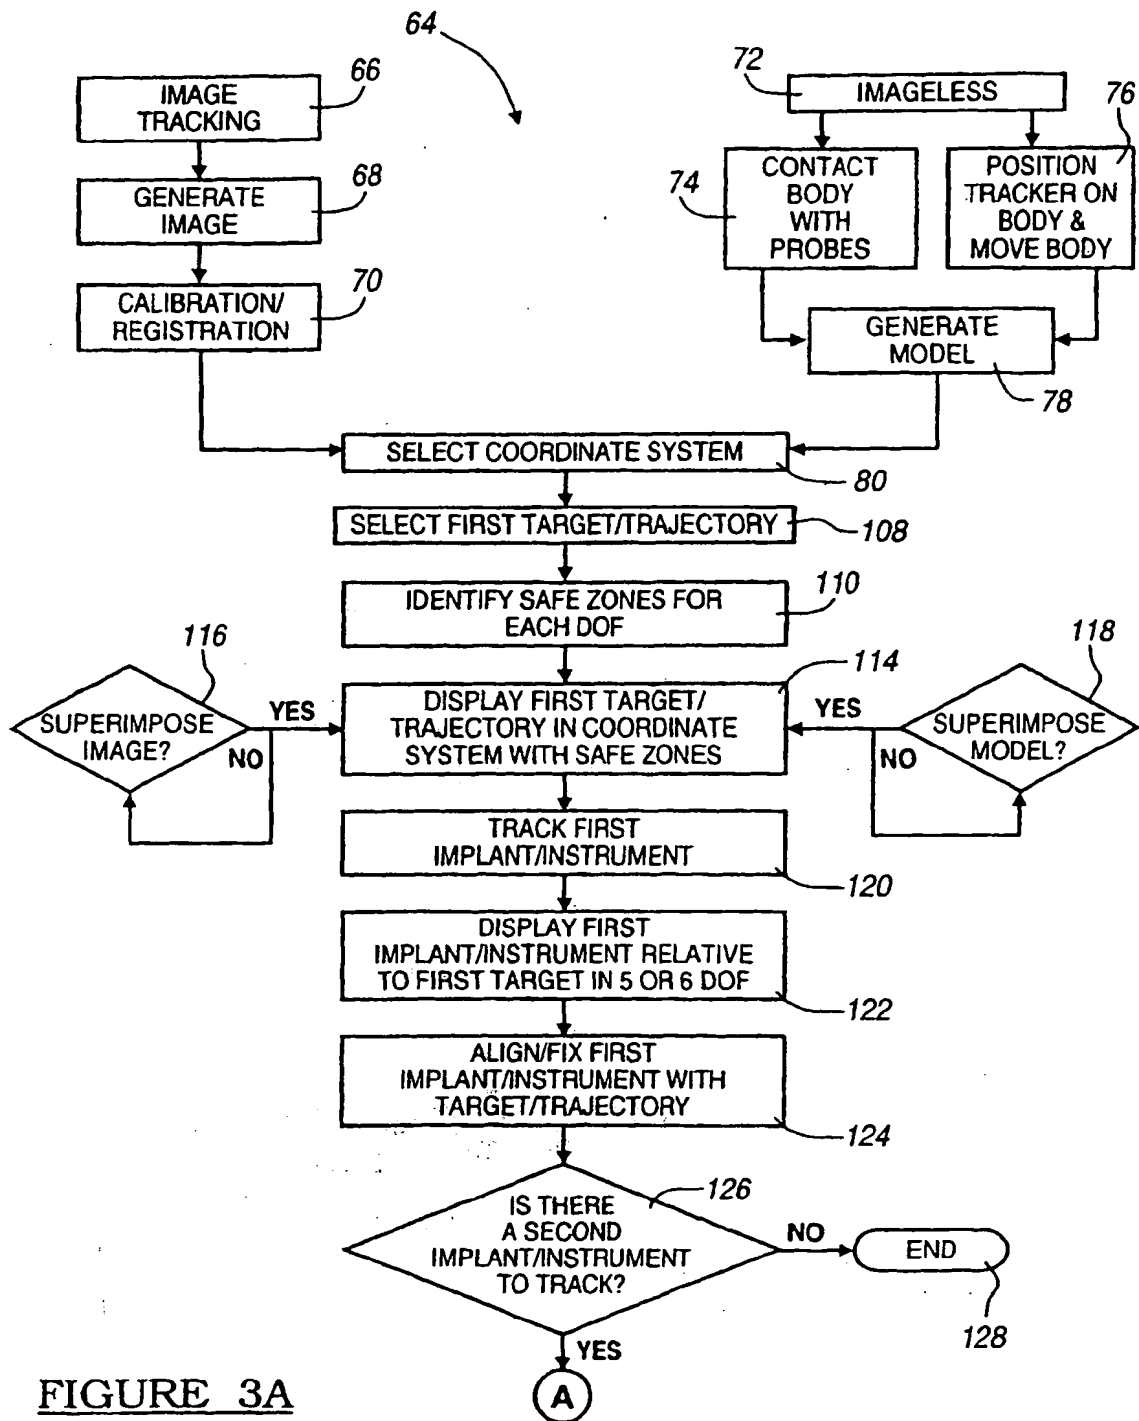 64
66
IMAGE
TRACKING
68
GENERATE
IMAGE
70
CALIBRATION/
REGISTRATION
72
IMAGELESS
76
74
CONTACT
BODY
WITH
PROBES
POSITION
TRACKER ON
BODY &
MOVE BODY
GENERATE
MODEL
78
SELECT COORDINATE SYSTEM
80
SELECT FIRST TARGET/TRAJECTORY
108
IDENTIFY SAFE ZONES FOR
EACH DOF
110
116
SUPERIMPOSE
IMAGE?
YES
NO
114
DISPLAY FIRST TARGET/
TRAJECTORY IN COORDINATE
SYSTEM WITH SAFE ZONES
118
SUPERIMPOSE
MODEL?
YES
NO
TRACK FIRST
IMPLANT/INSTRUMENT
120
DISPLAY FIRST
IMPLANT/INSTRUMENT RELATIVE
TO FIRST TARGET IN 5 OR 6 DOF
122
ALIGN/FIX FIRST
IMPLANT/INSTRUMENT WITH
TARGET/TRAJECTORY
124
126
IS THERE
A SECOND
IMPLANT/INSTRUMENT
TO TRACK?
NO
END
128
YES
A
FIGURE 3A